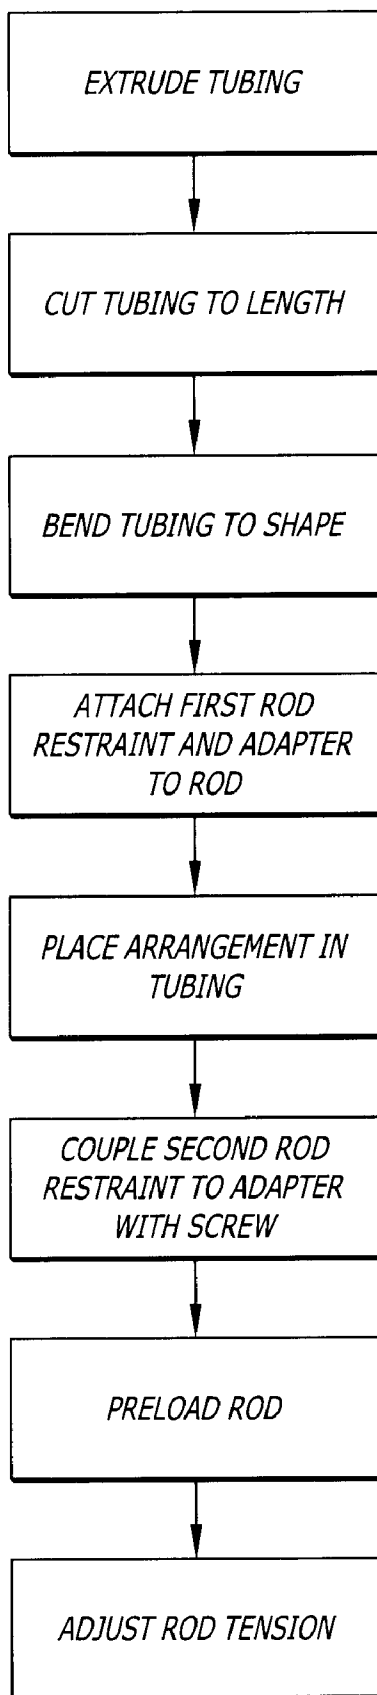 EXTRUDE TUBING
CUT TUBING TO LENGTH
BEND TUBING TO SHAPE
ATTACH FIRST ROD
RESTRAINT AND ADAPTER
TO ROD
PLACE ARRANGEMENT IN
TUBING
COUPLE SECOND ROD
RESTRAINT TO ADAPTER
WITH SCREW
PRELOAD ROD
ADJUST ROD TENSION